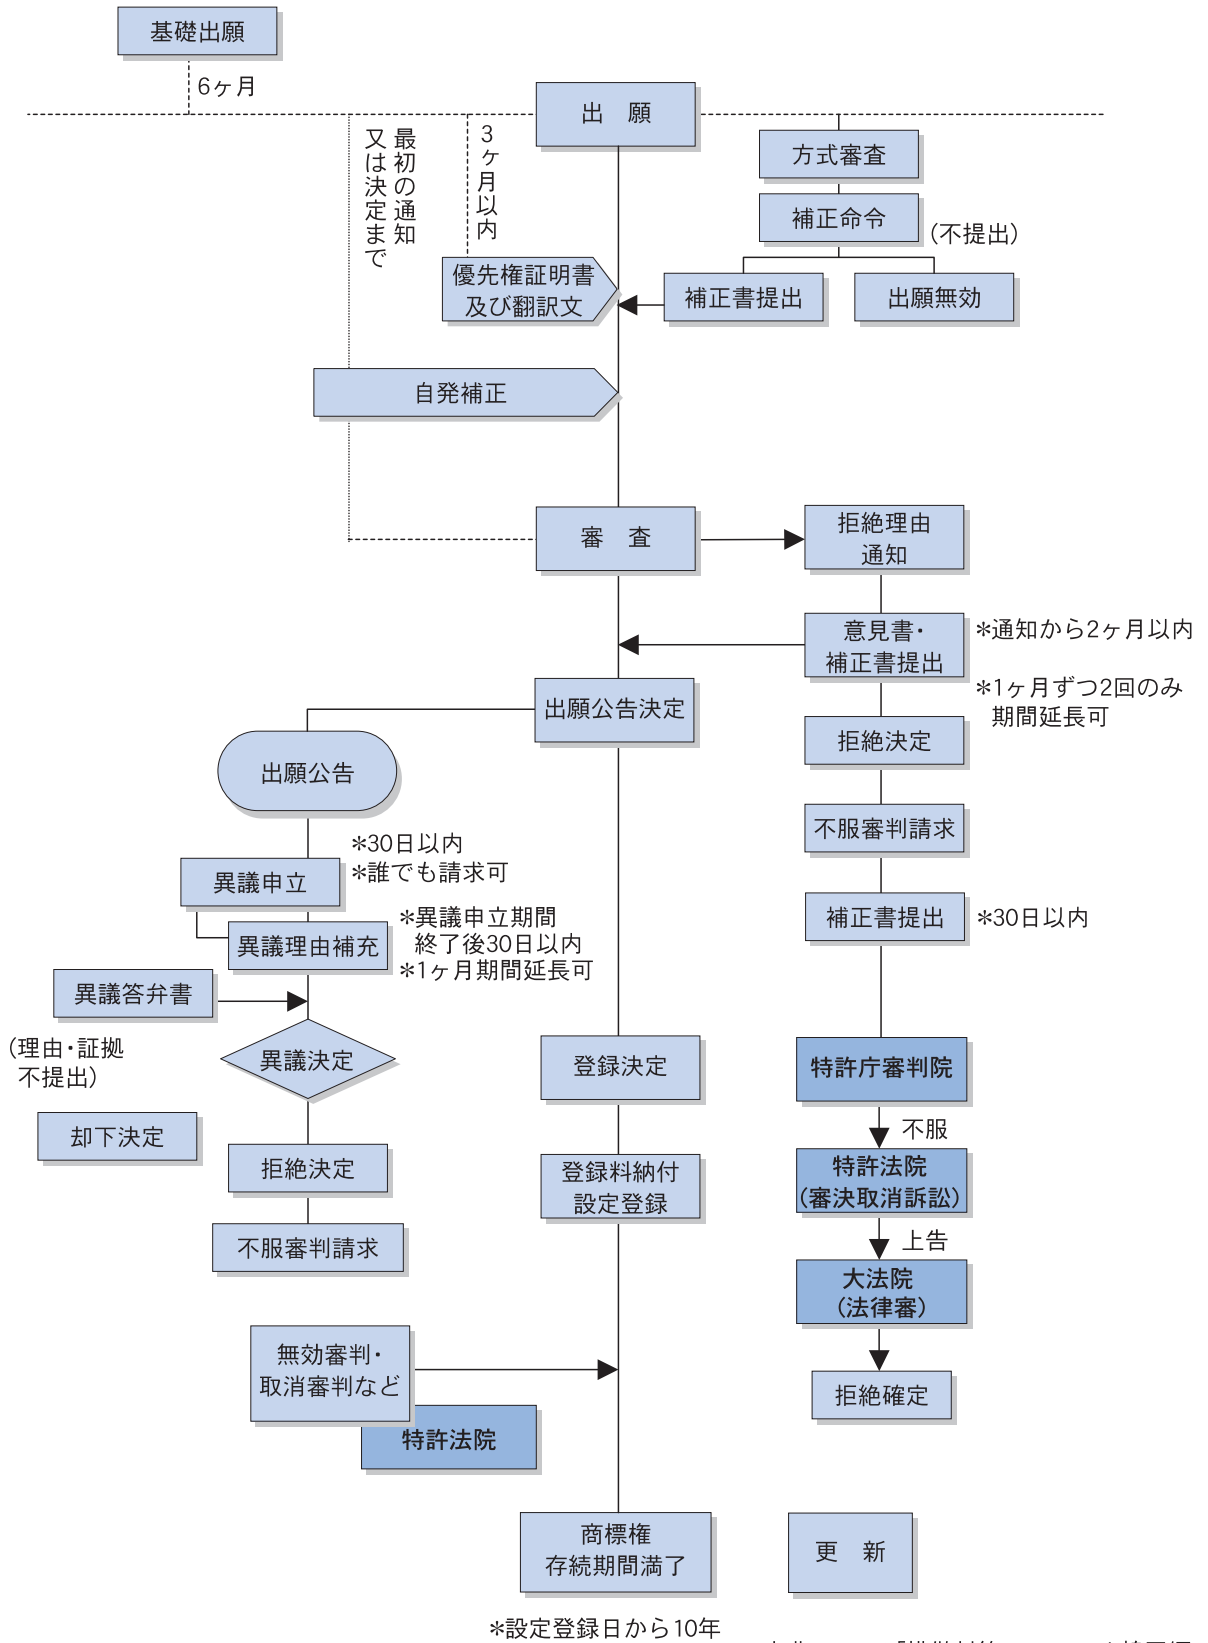 基礎出願
6ヶ月
出 願
最初の通知
又は決定まで
3ヶ月以内
方式審査
補正命令
(不提出)
優先権証明書
及び翻訳文
補正書提出
出願無効
自発補正
審 査
拒絶理由
通知
意見書・
補正書提出
*通知から2ヶ月以内
*1ヶ月ずつ2回のみ
期間延長可
出願公告決定
拒絶決定
出願公告
不服審判請求
*30日以内
*誰でも請求可
異議申立
補正書提出
*30日以内
異議理由補充
*異議申立期間
終了後30日以内
*1ヶ月期間延長可
異議答弁書
(理由・証拠
不提出)
異議決定
登録決定
特許庁審判院
却下決定
不服
拒絶決定
登録料納付
設定登録
特許法院
(審決取消訴訟)
不服審判請求
上告
大法院
(法律審)
無効審判・
取消審判など
拒絶確定
特許法院
商標権
存続期間満了
更 新
*設定登録日から10年